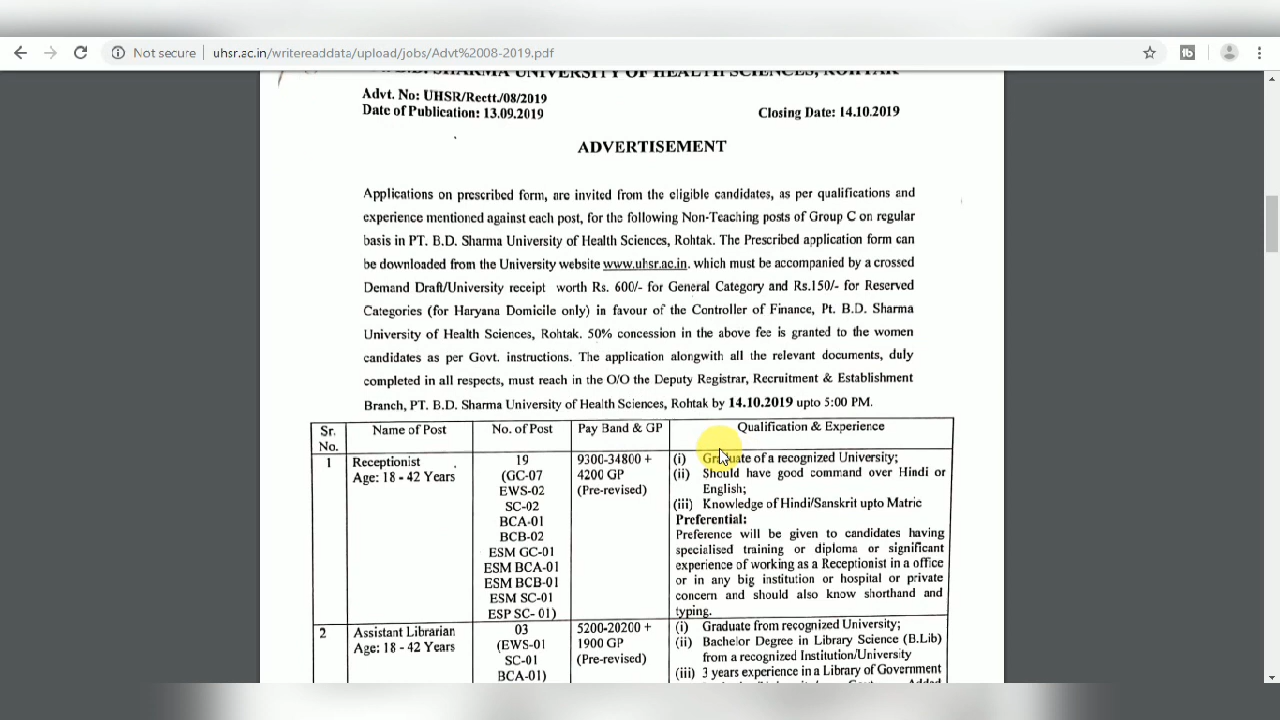 Not secure
uhsr.ac.in/writereaddata/upload/jobs/Advt%2008-2019.pdf
B.D. SHARMA UNIVERSITY OF HEALTH SCIENCES, ROHTAK
Advt. No: UHSR/Rectt./08/2019
Date of Publication: 13.09.2019
Closing Date: 14.10.2019
ADVERTISEMENT
Applications on prescribed form, are invited from the eligible candidates, as per qualifications and
experience mentioned against each post, for the following Non-Teaching posts of Group C on regular
basis in PT. B.D. Sharma University of Health Sciences, Rohtak. The Prescribed application form can
be downloaded from the University website www.uhsr.ac.in. which must be accompanied by a crossed
Demand Draft/University receipt worth Rs. 600/- for General Category and Rs.150/- for Reserved
Categories (for Haryana Domicile only) in favour of the Controller of Finance, Pt. B.D. Sharma
University of Health Sciences, Rohtak. 50% concession in the above fee is granted to the women
candidates as per Govt. instructions. The application alongwith all the relevant documents, duly
completed in all respects, must reach in the O/O the Deputy Registrar, Recruitment & Establishment
Branch, PT. B.D. Sharma University of Health Sciences, Rohtak by 14.10.2019 upto 5:00 PM.
Sr. No.
Name of Post
No. of Post
Pay Band & GP
Qualification & Experience
1
Receptionist
Age: 18 - 42 Years
19
(GC-07
EWS-02
SC-02
BCA-01
BCB-02
ESM GC-01
ESM BCA-01
ESM BCB-01
ESM SC-01
ESP SC- 01)
9300-34800 +
4200 GP
(Pre-revised)
(i) Graduate of a recognized University;
(ii) Should have good command over Hindi or
English;
(iii) Knowledge of Hindi/Sanskrit upto Matric
Preferential:
Preference will be given to candidates having
specialised training or diploma or significant
experience of working as a Receptionist in a office
or in any big institution or hospital or private
concern and should also know shorthand and
typing.
2
Assistant Librarian
Age: 18 - 42 Years
03
(EWS-01
SC-01
BCA-01)
5200-20200 +
1900 GP
(Pre-revised)
(i) Graduate from recognized University;
(ii) Bachelor Degree in Library Science (B.Lib)
from a recognized Institution/University
(iii) 3 years experience in a Library of Government